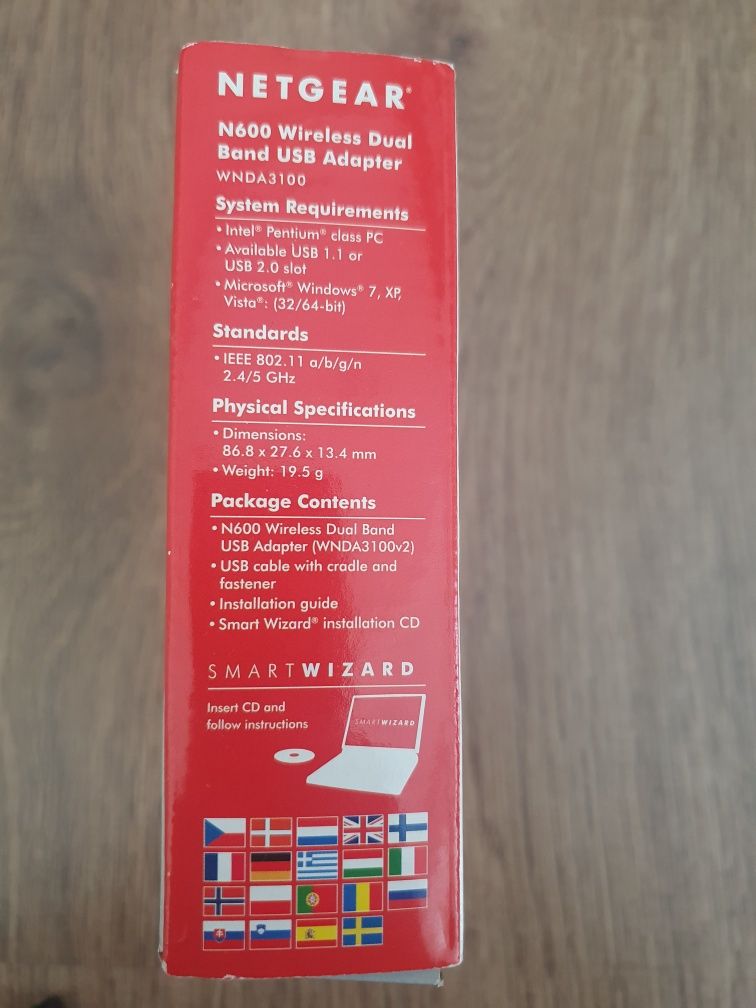 NETGEAR®
N600 Wireless Dual
Band USB Adapter
WNDA3100
System Requirements
• Intel® Pentium® class PC
• Available USB 1.1 or
USB 2.0 slot
• Microsoft® Windows® 7, XP,
Vista®: (32/64-bit)
Standards
• IEEE 802.11 a/b/g/n
2.4/5 GHz
Physical Specifications
• Dimensions:
86.8 x 27.6 x 13.4 mm
• Weight: 19.5 g
Package Contents
• N600 Wireless Dual Band
USB Adapter (WNDA3100v2)
• USB cable with cradle and
fastener
• Installation guide
• Smart Wizard® installation CD
SMARTWIZARD
Insert CD and
follow instructions
SMARTWIZARD